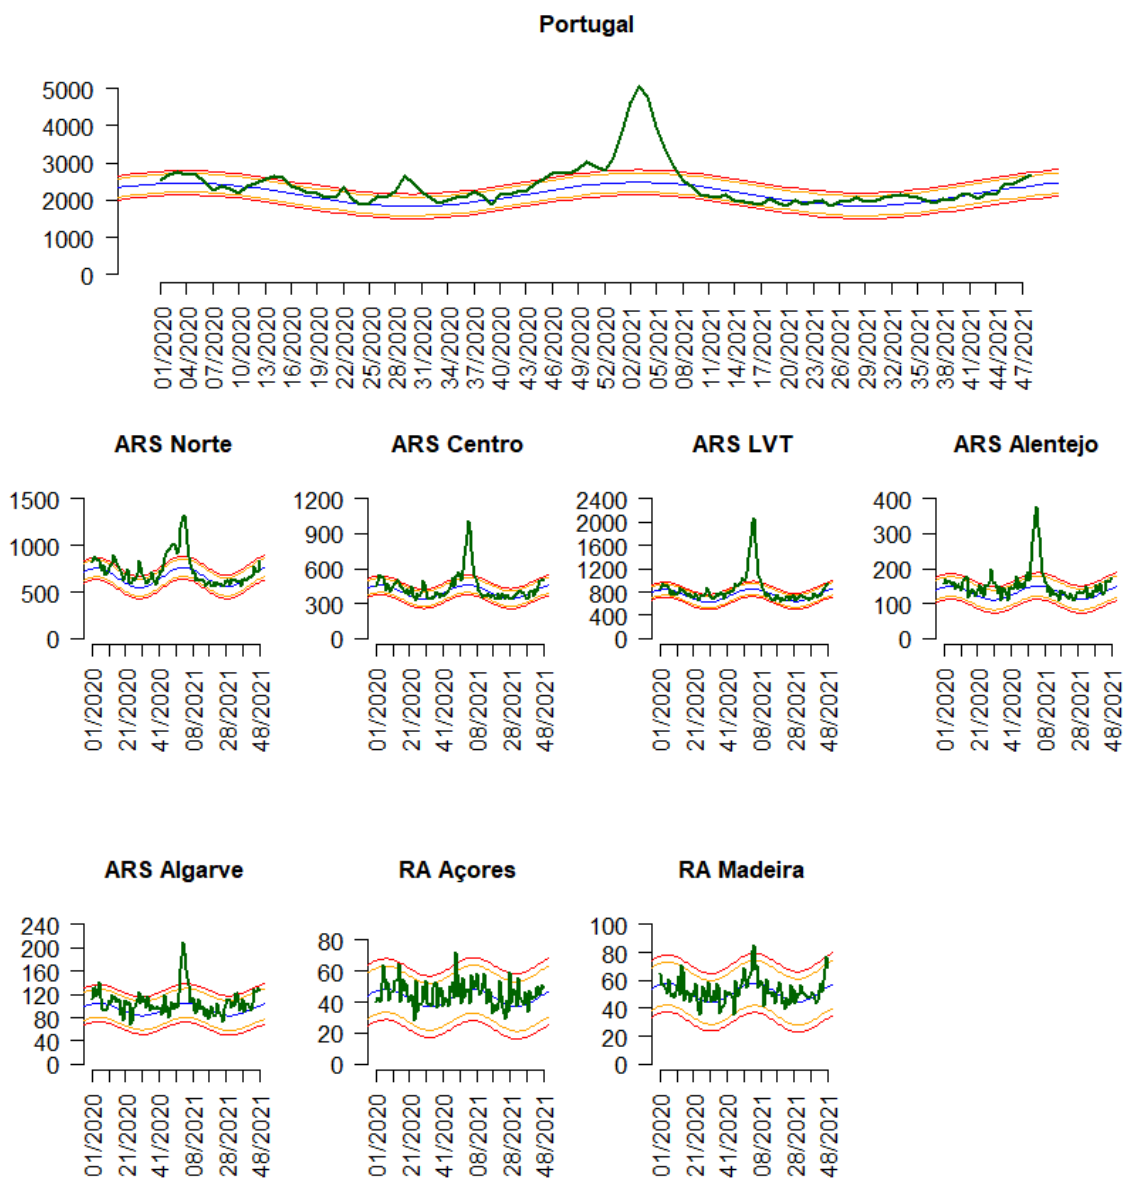 Portugal
5000
4000
3000
2000
1000
0
01/2020 04/2020 07/2020 10/2020 13/2020 16/2020 19/2020 22/2020 25/2020 28/2020 31/2020 34/2020 37/2020 40/2020 43/2020 46/2020 49/2020 52/2020 02/2021 05/2021 08/2021 11/2021 14/2021 17/2021 20/2021 23/2021 26/2021 29/2021 32/2021 35/2021 38/2021 41/2021 44/2021 47/2021
ARS Norte
1500
1000
500
0
01/2020 21/2020 41/2020 08/2021 28/2021 48/2021
ARS Centro
1200
900
600
300
0
01/2020 21/2020 41/2020 08/2021 28/2021 48/2021
ARS LVT
2400
2000
1600
1200
800
400
0
01/2020 21/2020 41/2020 08/2021 28/2021 48/2021
ARS Alentejo
400
300
200
100
0
01/2020 21/2020 41/2020 08/2021 28/2021 48/2021
ARS Algarve
240
200
160
120
80
40
0
01/2020 21/2020 41/2020 08/2021 28/2021 48/2021
RA Açores
80
60
40
20
0
01/2020 21/2020 41/2020 08/2021 28/2021 48/2021
RA Madeira
100
80
60
40
20
0
01/2020 21/2020 41/2020 08/2021 28/2021 48/2021